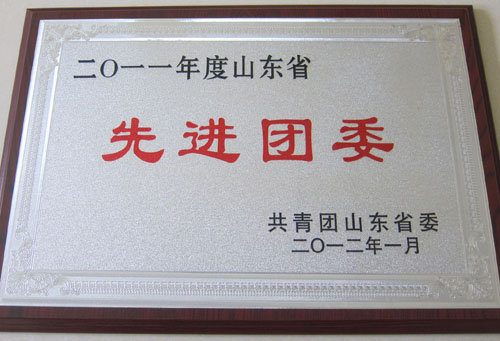 二〇一一年度山东省
先进团委
共青团山东省委
二〇一二年一月